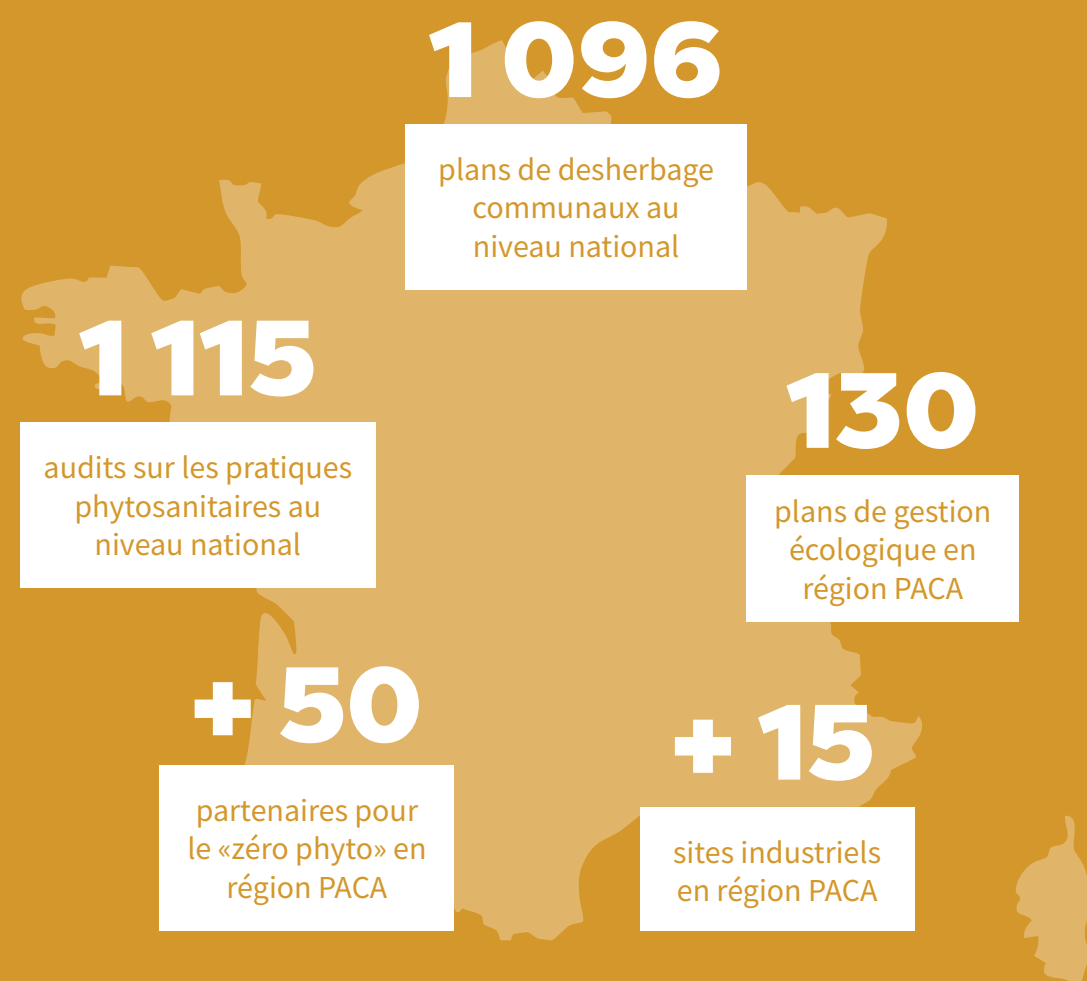 1 096
plans de desherbage
communaux au
niveau national
1 115
audits sur les pratiques
phytosanitaires au
niveau national
130
plans de gestion
écologique en
région PACA
+ 50
partenaires pour
le «zéro phyto» en
région PACA
+ 15
sites industriels
en région PACA